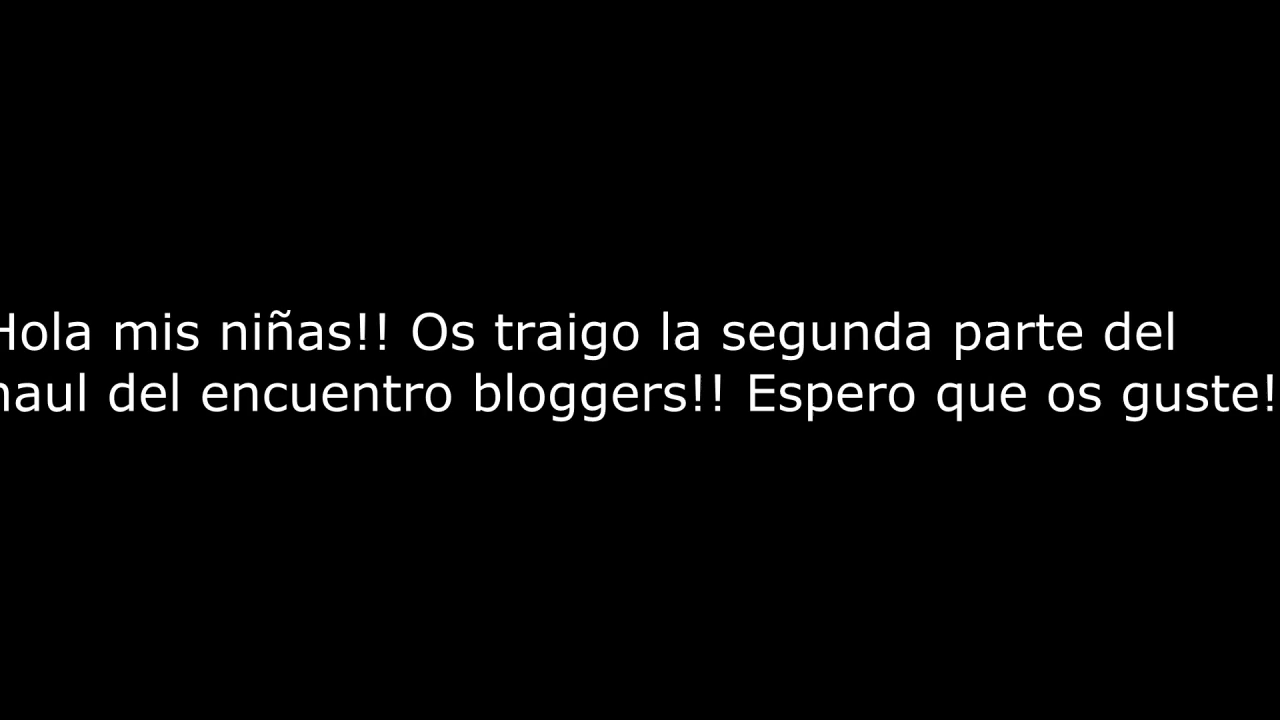 Hola mis niñas!! Os traigo la segunda parte del
haul del encuentro bloggers!! Espero que os guste!